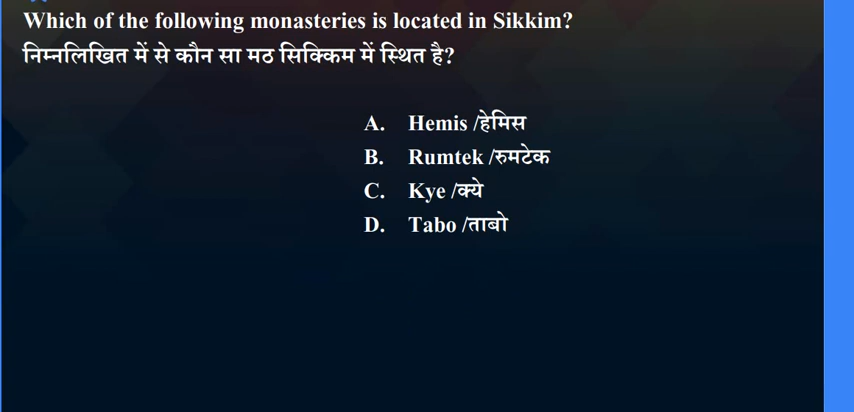 Which of the following monasteries is located in Sikkim?
निम्नलिखित में से कौन सा मठ सिक्किम में स्थित है?
A. Hemis /हेमिस
B. Rumtek /रुमटेक
C. Kye /क्ये
D. Tabo /ताबो